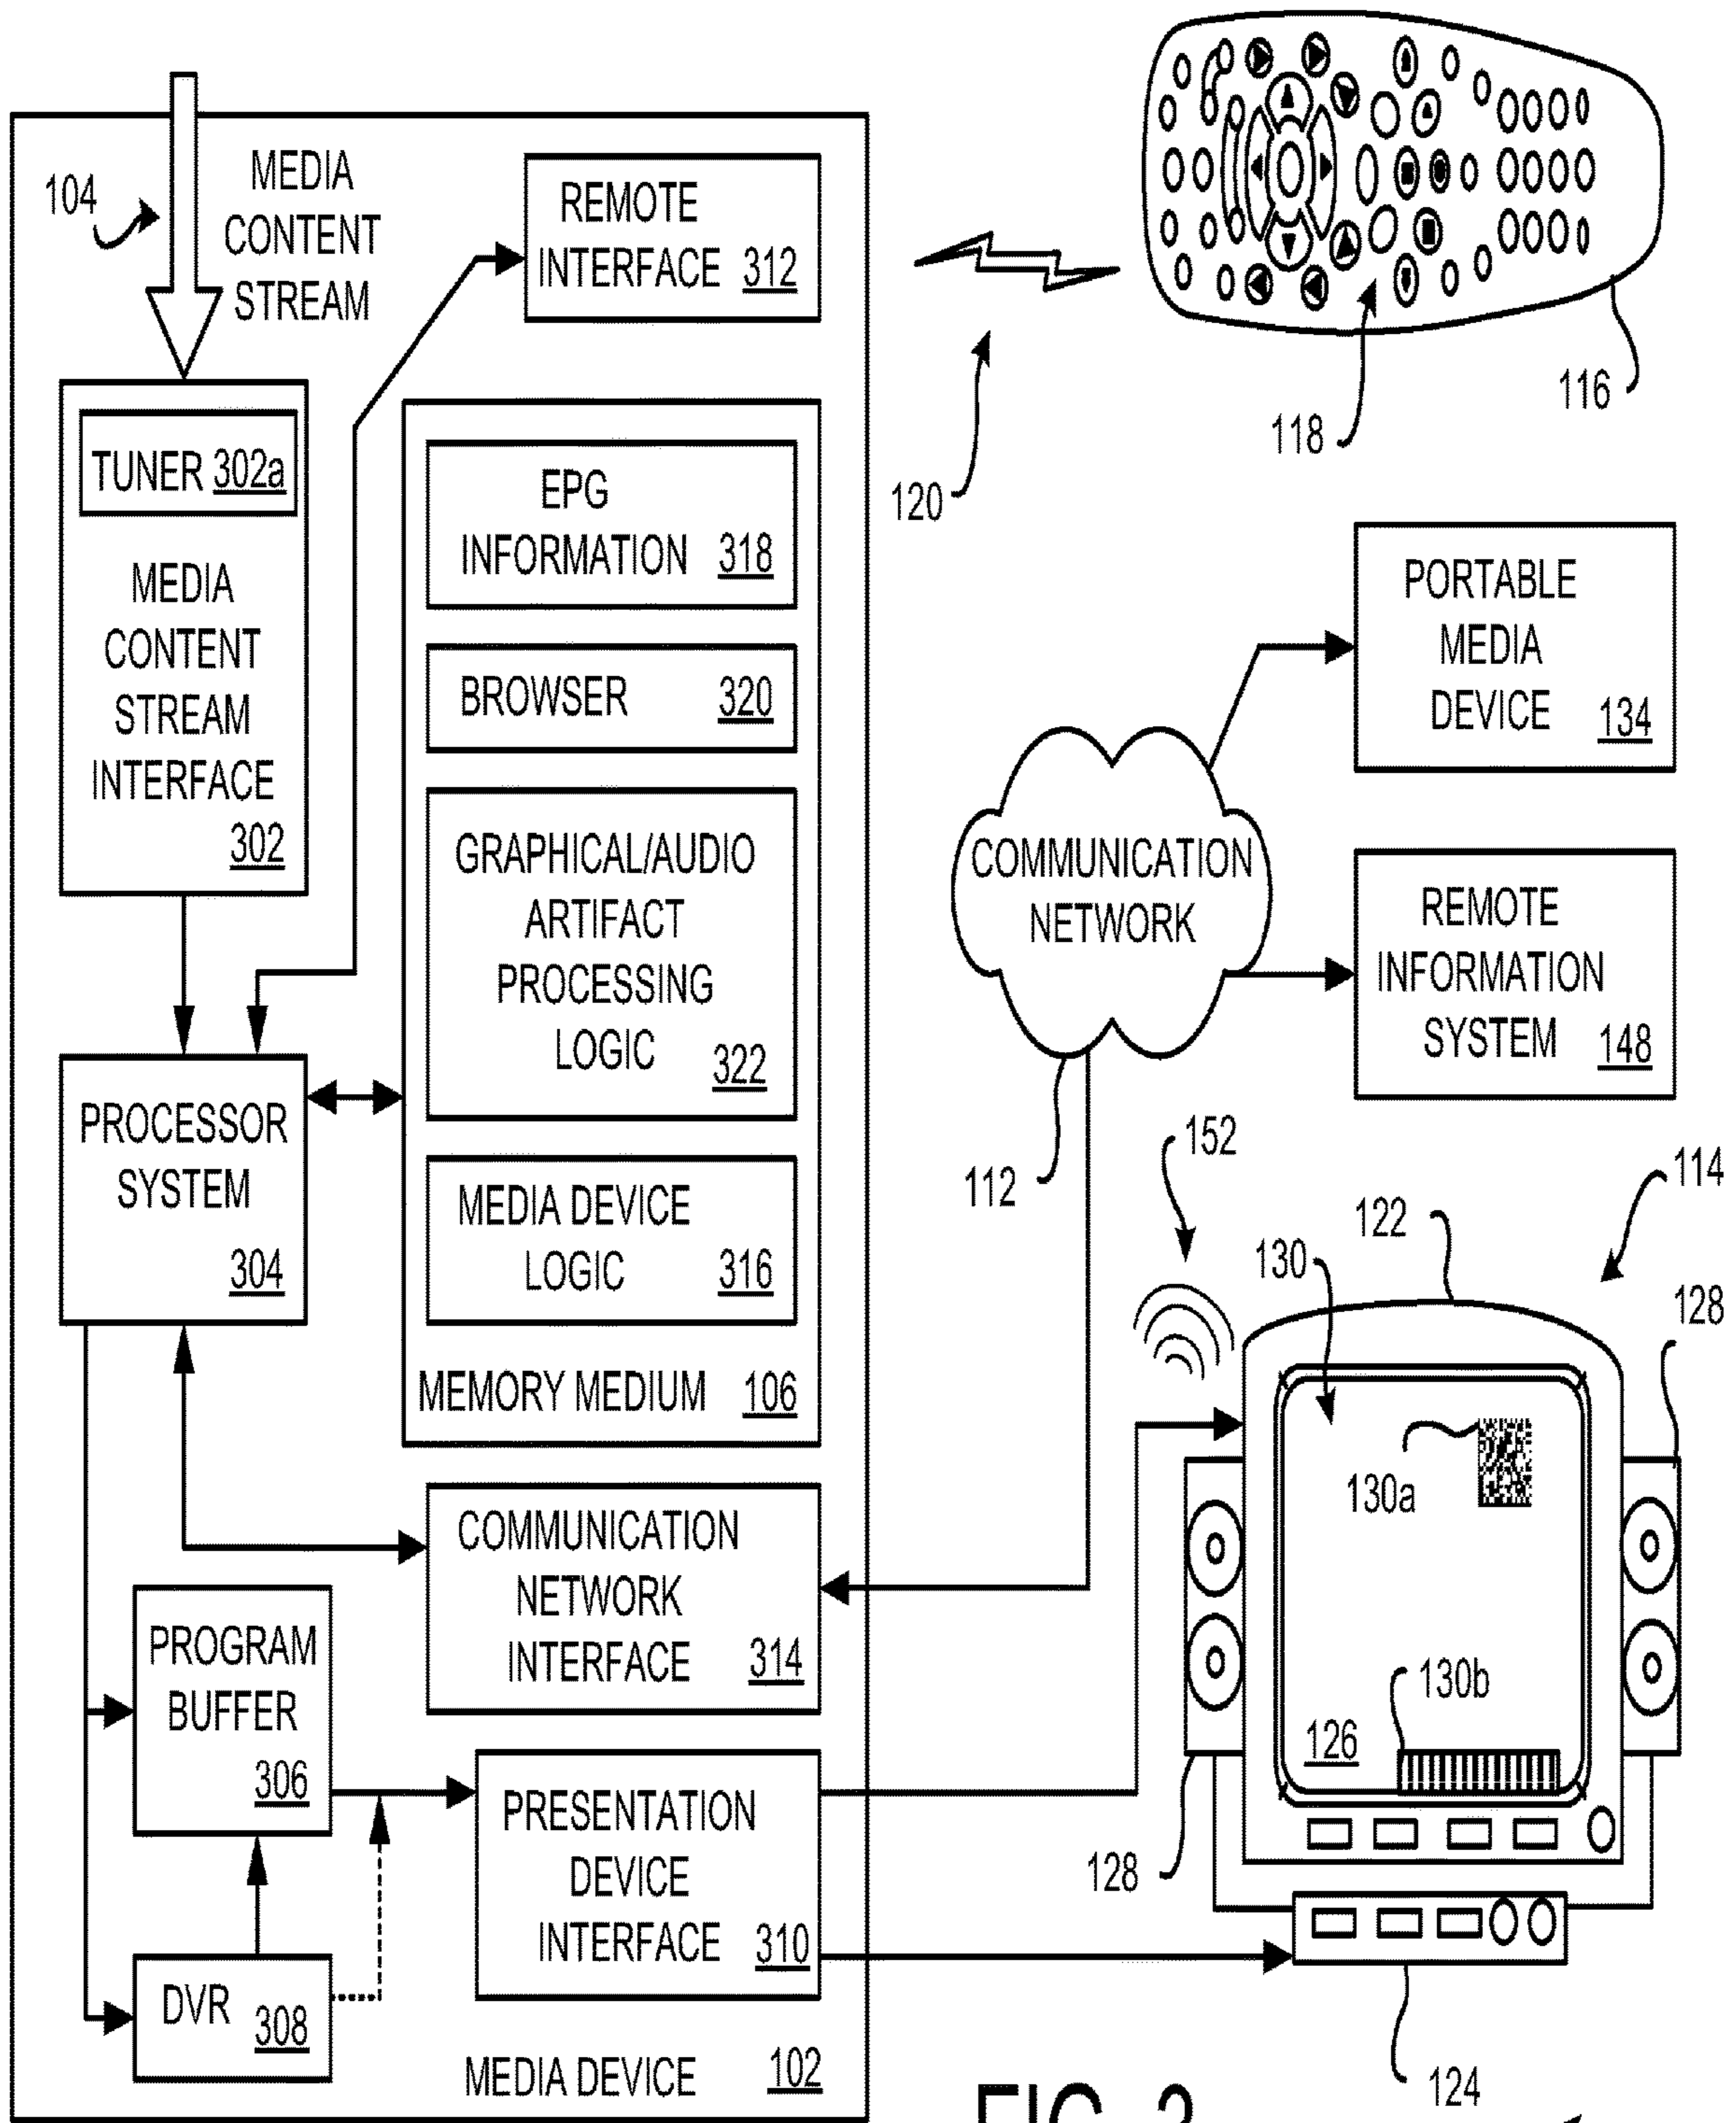 104
MEDIA
CONTENT
STREAM
REMOTE
INTERFACE 312
TUNER 302a
MEDIA
CONTENT
STREAM
INTERFACE
302
EPG
INFORMATION 318
BROWSER 320
GRAPHICAL/AUDIO
ARTIFACT
PROCESSING
LOGIC 322
MEDIA DEVICE
LOGIC 316
MEMORY MEDIUM 106
PROCESSOR
SYSTEM
304
COMMUNICATION
NETWORK
INTERFACE 314
PROGRAM
BUFFER
306
PRESENTATION
DEVICE
INTERFACE 310
DVR 308
MEDIA DEVICE 102
120
118
116
PORTABLE
MEDIA
DEVICE 134
COMMUNICATION
NETWORK
112
REMOTE
INFORMATION
SYSTEM 148
152
114
122
130
128
130a
130b
126
128
124
FIG. 3